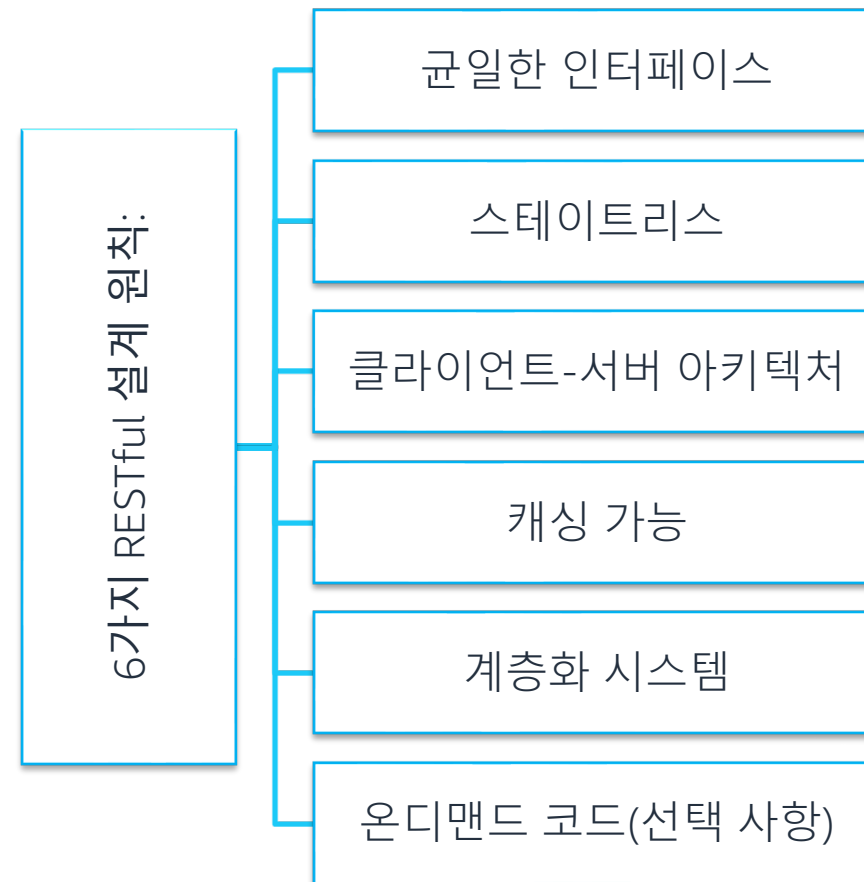 6가지 RESTful 설계 원칙:
균일한 인터페이스
스테이트리스
클라이언트-서버 아키텍처
캐싱 가능
계층화 시스템
온디맨드 코드(선택 사항)